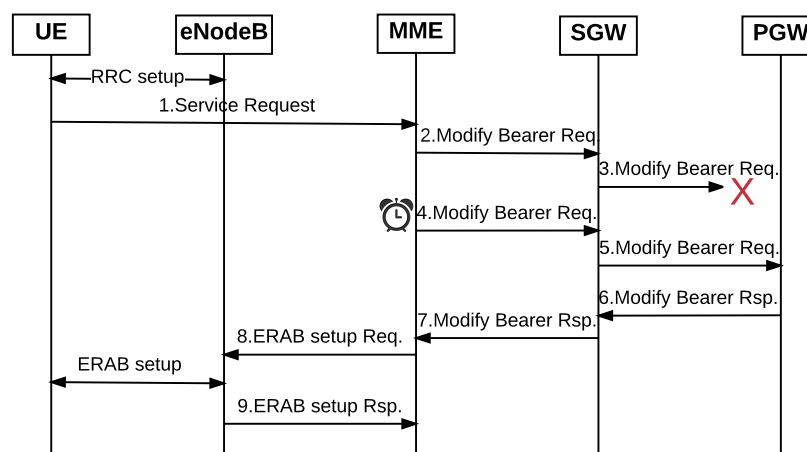 UE eNodeB MME SGW PGW
RRC setup
1.Service Request
2.Modify Bearer Req.
3.Modify Bearer Req.
X
4.Modify Bearer Req.
5.Modify Bearer Req.
6.Modify Bearer Rsp.
7.Modify Bearer Rsp.
8.ERAB setup Req.
ERAB setup
9.ERAB setup Rsp.